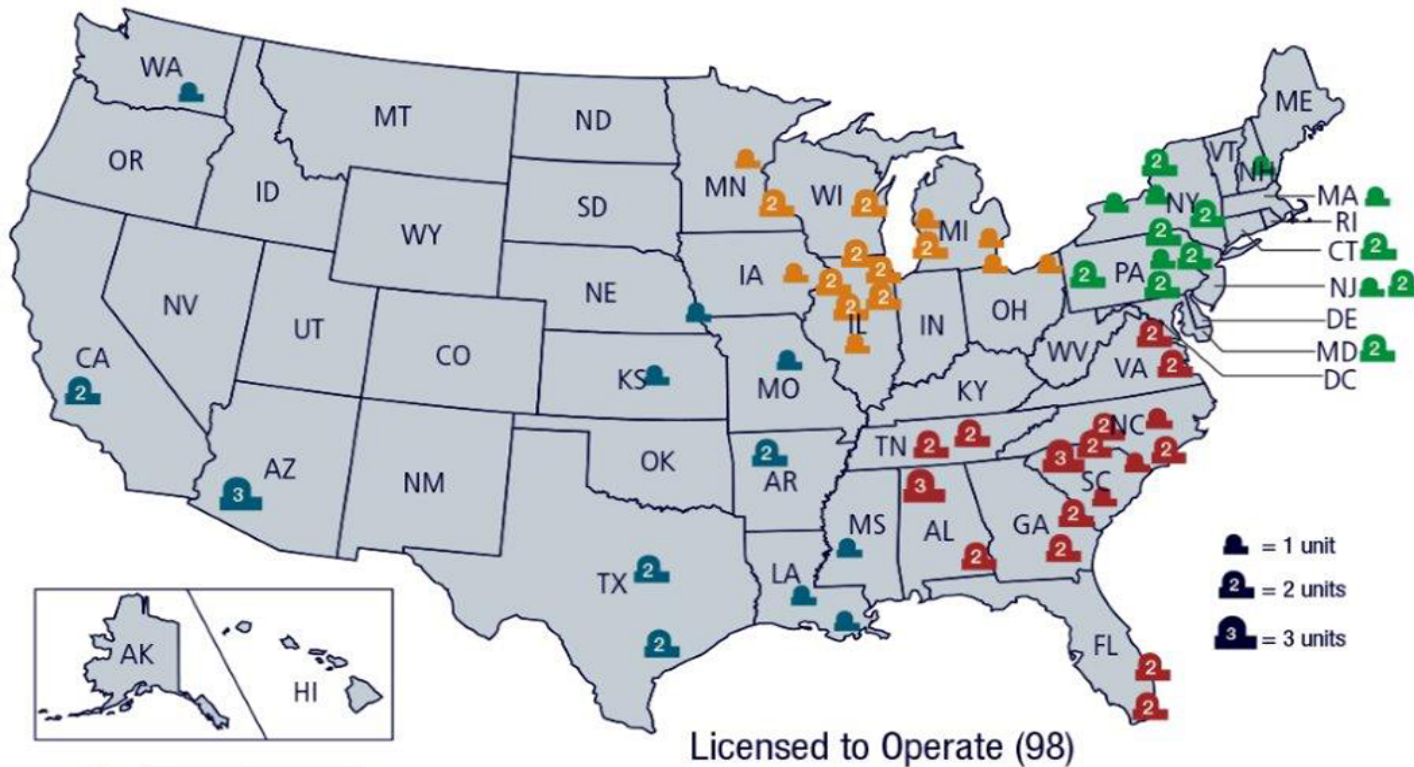 WA
MT
ND
ME
OR
MN
VT
NH
ID
SD
WI
2
2
2
NY
MA
WY
MI
2
RI
2
2
CT
2
IA
2
2
PA
2
NJ
2
NV
NE
2
2
2
2
UT
2
IL
IN
OH
DE
CA
CO
WV
2
MD
2
2
KS
MO
KY
VA
2
DC
TN
2
2
2
NC
AZ
OK
2
3
2
2
3
NM
AR
3
SC
MS
AL
GA
2
TX
2
LA
2
2
= 1 unit
2
= 2 units
2
3
= 3 units
AK
HI
FL
2
2
Licensed to Operate (98)